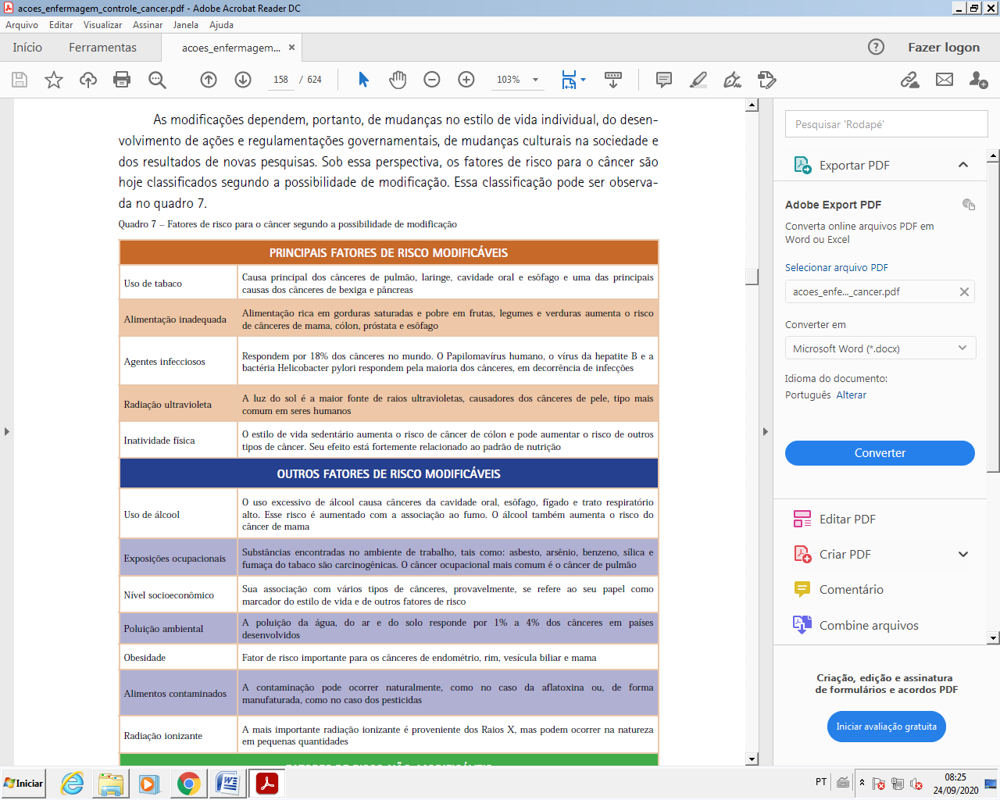 acoes_enfermagem_controle_cancer.pdf - Adobe Acrobat Reader DC
Arquivo Editar Visualizar Assinar Janela Ajuda
Início Ferramentas acoes_enfermagem... × ? Fazer logon
158 / 624 103%
As modificações dependem, portanto, de mudanças no estilo de vida individual, do desen-
volvimento de ações e regulamentações governamentais, de mudanças culturais na sociedade e
dos resultados de novas pesquisas. Sob essa perspectiva, os fatores de risco para o câncer são
hoje classificados segundo a possibilidade de modificação. Essa classificação pode ser observa-
da no quadro 7.
Quadro 7 – Fatores de risco para o câncer segundo a possibilidade de modificação
PRINCIPAIS FATORES DE RISCO MODIFICÁVEIS
Uso de tabaco
Causa principal dos cânceres de pulmão, laringe, cavidade oral e esôfago e uma das principais
causas dos cânceres de bexiga e pâncreas
Alimentação inadequada
Alimentação rica em gorduras saturadas e pobre em frutas, legumes e verduras aumenta o risco
de cânceres de mama, cólon, próstata e esôfago
Agentes infecciosos
Respondem por 18% dos cânceres no mundo. O Papilomavírus humano, o vírus da hepatite B e a
bactéria Helicobacter pylori respondem pela maioria dos cânceres, em decorrência de infecções
Radiação ultravioleta
A luz do sol é a maior fonte de raios ultravioletas, causadores dos cânceres de pele, tipo mais
comum em seres humanos
Inatividade física
O estilo de vida sedentário aumenta o risco de câncer de cólon e pode aumentar o risco de outros
tipos de câncer. Seu efeito está fortemente relacionado ao padrão de nutrição
OUTROS FATORES DE RISCO MODIFICÁVEIS
Uso de álcool
O uso excessivo de álcool causa cânceres da cavidade oral, esôfago, fígado e trato respiratório
alto. Esse risco é aumentado com a associação ao fumo. O álcool também aumenta o risco do
câncer de mama
Exposições ocupacionais
Substâncias encontradas no ambiente de trabalho, tais como: asbesto, arsênio, benzeno, sílica e
fumaça do tabaco são carcinogênicas. O câncer ocupacional mais comum é o câncer de pulmão
Nível socioeconômico
Sua associação com vários tipos de cânceres, provavelmente, se refere ao seu papel como
marcador do estilo de vida e de outros fatores de risco
Poluição ambiental
A poluição da água, do ar e do solo responde por 1% a 4% dos cânceres em países
desenvolvidos
Obesidade
Fator de risco importante para os cânceres de endométrio, rim, vesícula biliar e mama
Alimentos contaminados
A contaminação pode ocorrer naturalmente, como no caso da aflatoxina ou, de forma
manufaturada, como no caso dos pesticidas
Radiação ionizante
A mais importante radiação ionizante é proveniente dos Raios X, mas podem ocorrer na natureza
em pequenas quantidades
FATORES DE RISCO NÃO MODIFICÁVEIS
Pesquisar 'Rodapé'
Exportar PDF
Adobe Export PDF
Converta online arquivos PDF em
Word ou Excel
Selecionar arquivo PDF
acoes_enfe..._cancer.pdf
Converter em
Microsoft Word (*.docx)
Idioma do documento:
Português Alterar
Converter
Editar PDF
Criar PDF
Comentário
Combine arquivos
Criação, edição e assinatura
de formulários e acordos PDF
Iniciar avaliação gratuita
Iniciar
PT
08:25
24/09/2020